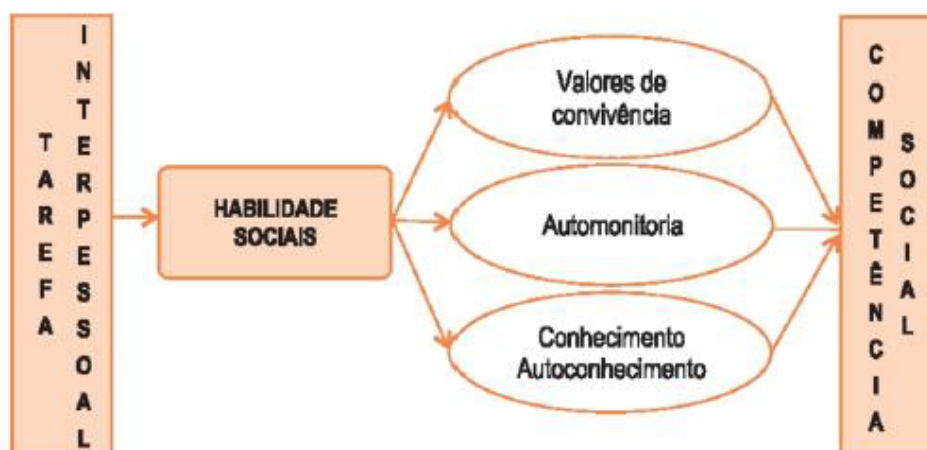 TAREFA
INTERPESSOAL
HABILIDADE
SOCIAIS
Valores de
convivência
Automonitoria
Conhecimento
Autoconhecimento
COMPETÊNCIA
SOCIAL